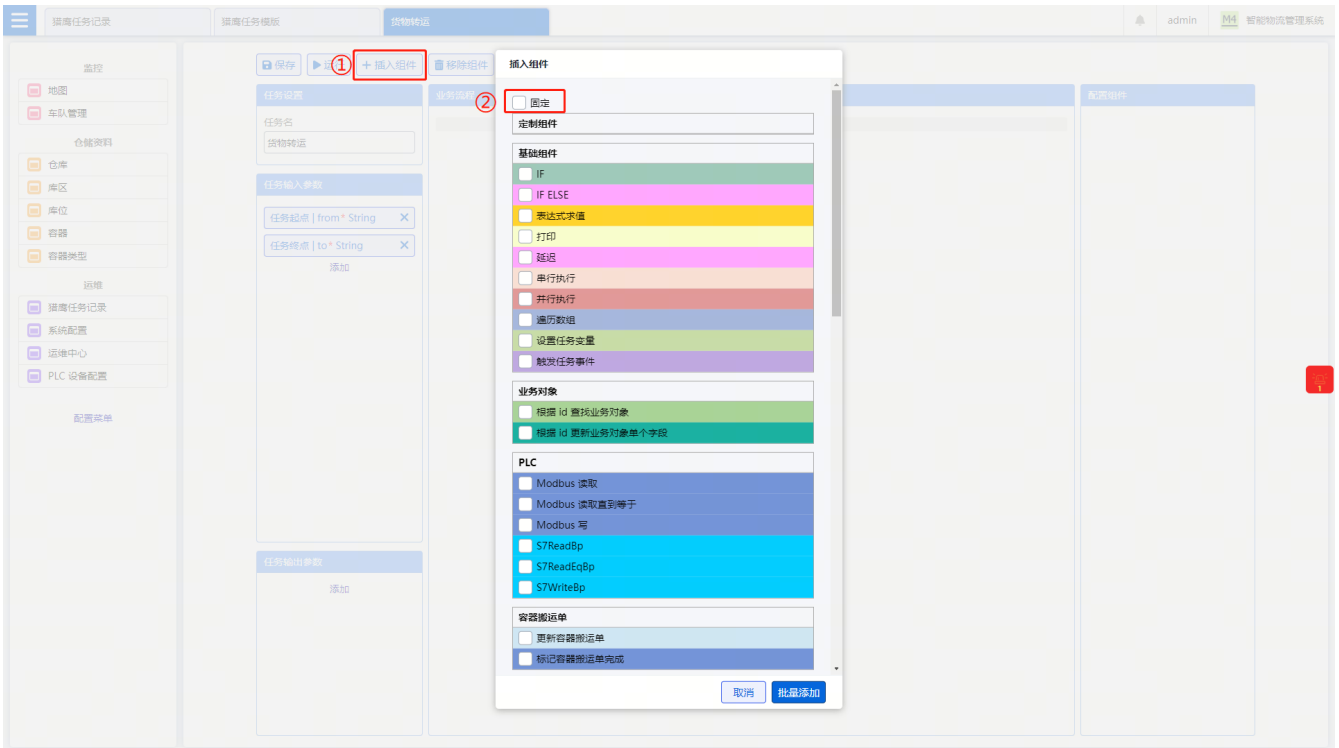 猎鹰任务记录
猎鹰任务模版
货物转运
admin
M4 智能物流管理系统
监控
地图
车队管理
仓储资料
仓库
库区
库位
容器
容器类型
运维
猎鹰任务记录
系统配置
运维中心
PLC 设备配置
配置菜单
保存
①
+ 插入组件
移除组件
任务设置
任务名
货物转运
任务输入参数
任务起点 | from * String
任务终点 | to * String
添加
任务输出参数
添加
业务流程
配置组件
插入组件
②
固定
定制组件
基础组件
IF
IF ELSE
表达式求值
打印
延迟
串行执行
并行执行
遍历数组
设置任务变量
触发任务事件
业务对象
根据 id 查找业务对象
根据 id 更新业务对象单个字段
PLC
Modbus 读取
Modbus 读取直到等于
Modbus 写
S7ReadBp
S7ReadEqBp
S7WriteBp
容器搬运单
更新容器搬运单
标记容器搬运单完成
取消
批量添加
1